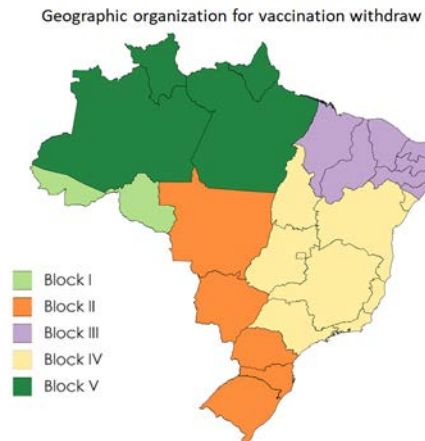 Geographic organization for vaccination withdraw
Block I
Block II
Block III
Block IV
Block V